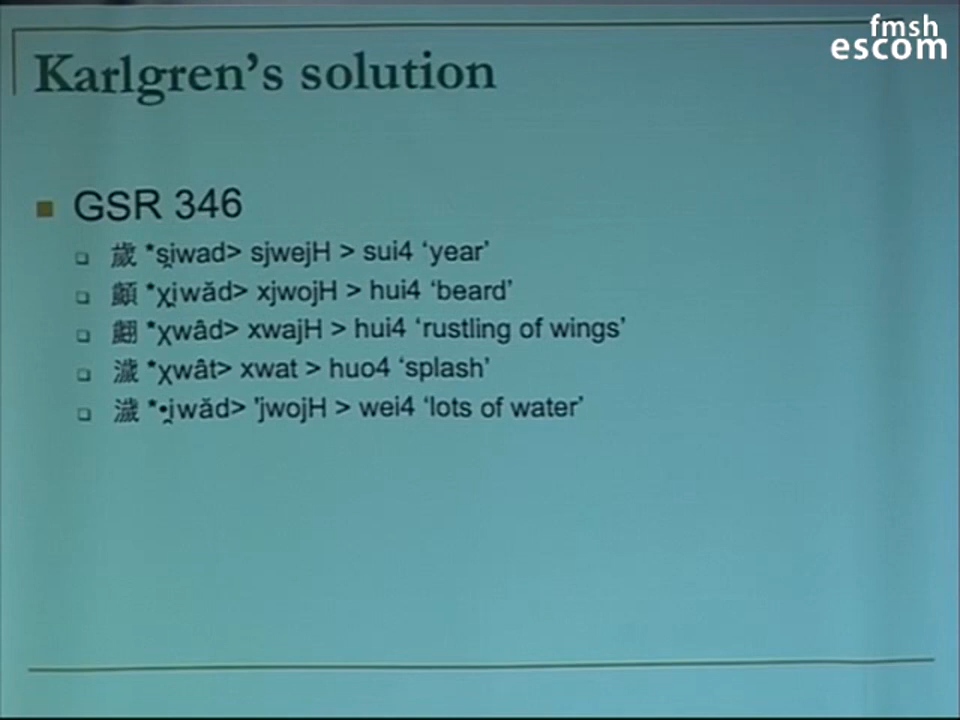 fmsh
escom
Karlgren's solution
GSR 346
歲 *si̯wad> sjwejH > sui4 ‘year’
顪 *χi̯wăd> xjwojH > hui4 ‘beard’
翽 *χwâd> xwajH > hui4 ‘rustling of wings’
濊 *χwât> xwat > huo4 ‘splash’
濊 *•i̯wăd> 'jwojH > wei4 ‘lots of water’